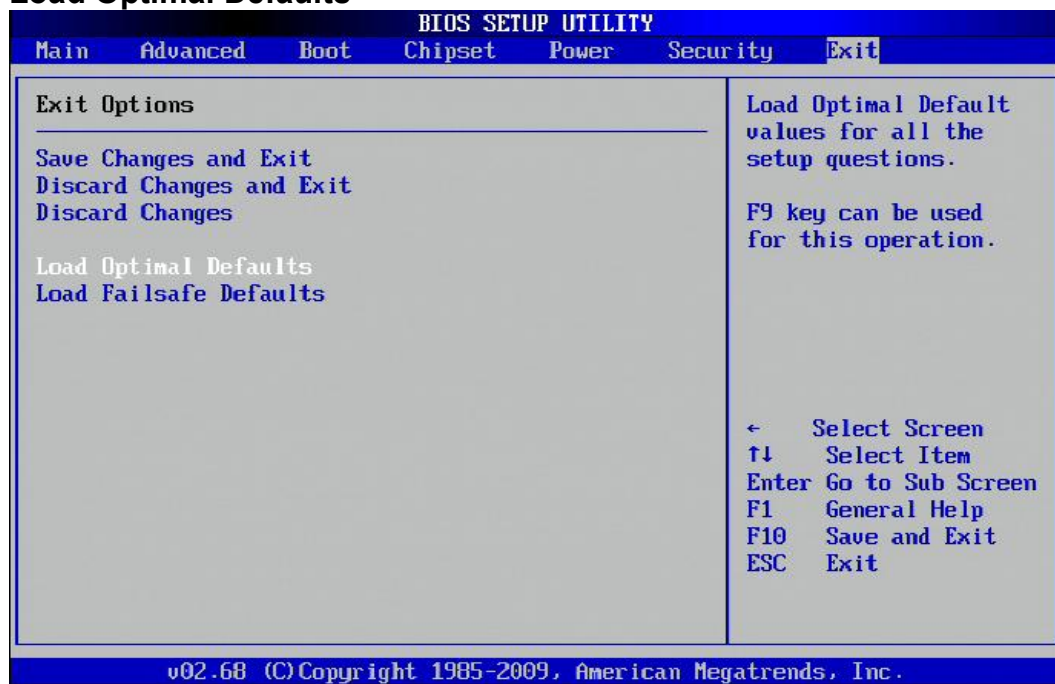 Load Optimal Defaults
BIOS SETUP UTILITY
Main Advanced Boot Chipset Power Security Exit
Exit Options
Save Changes and Exit
Discard Changes and Exit
Discard Changes
Load Optimal Defaults
Load Failsafe Defaults
Load Optimal Default
values for all the
setup questions.
F9 key can be used
for this operation.
← Select Screen
↑↓ Select Item
Enter Go to Sub Screen
F1 General Help
F10 Save and Exit
ESC Exit
v02.68 (C)Copyright 1985-2009, American Megatrends, Inc.